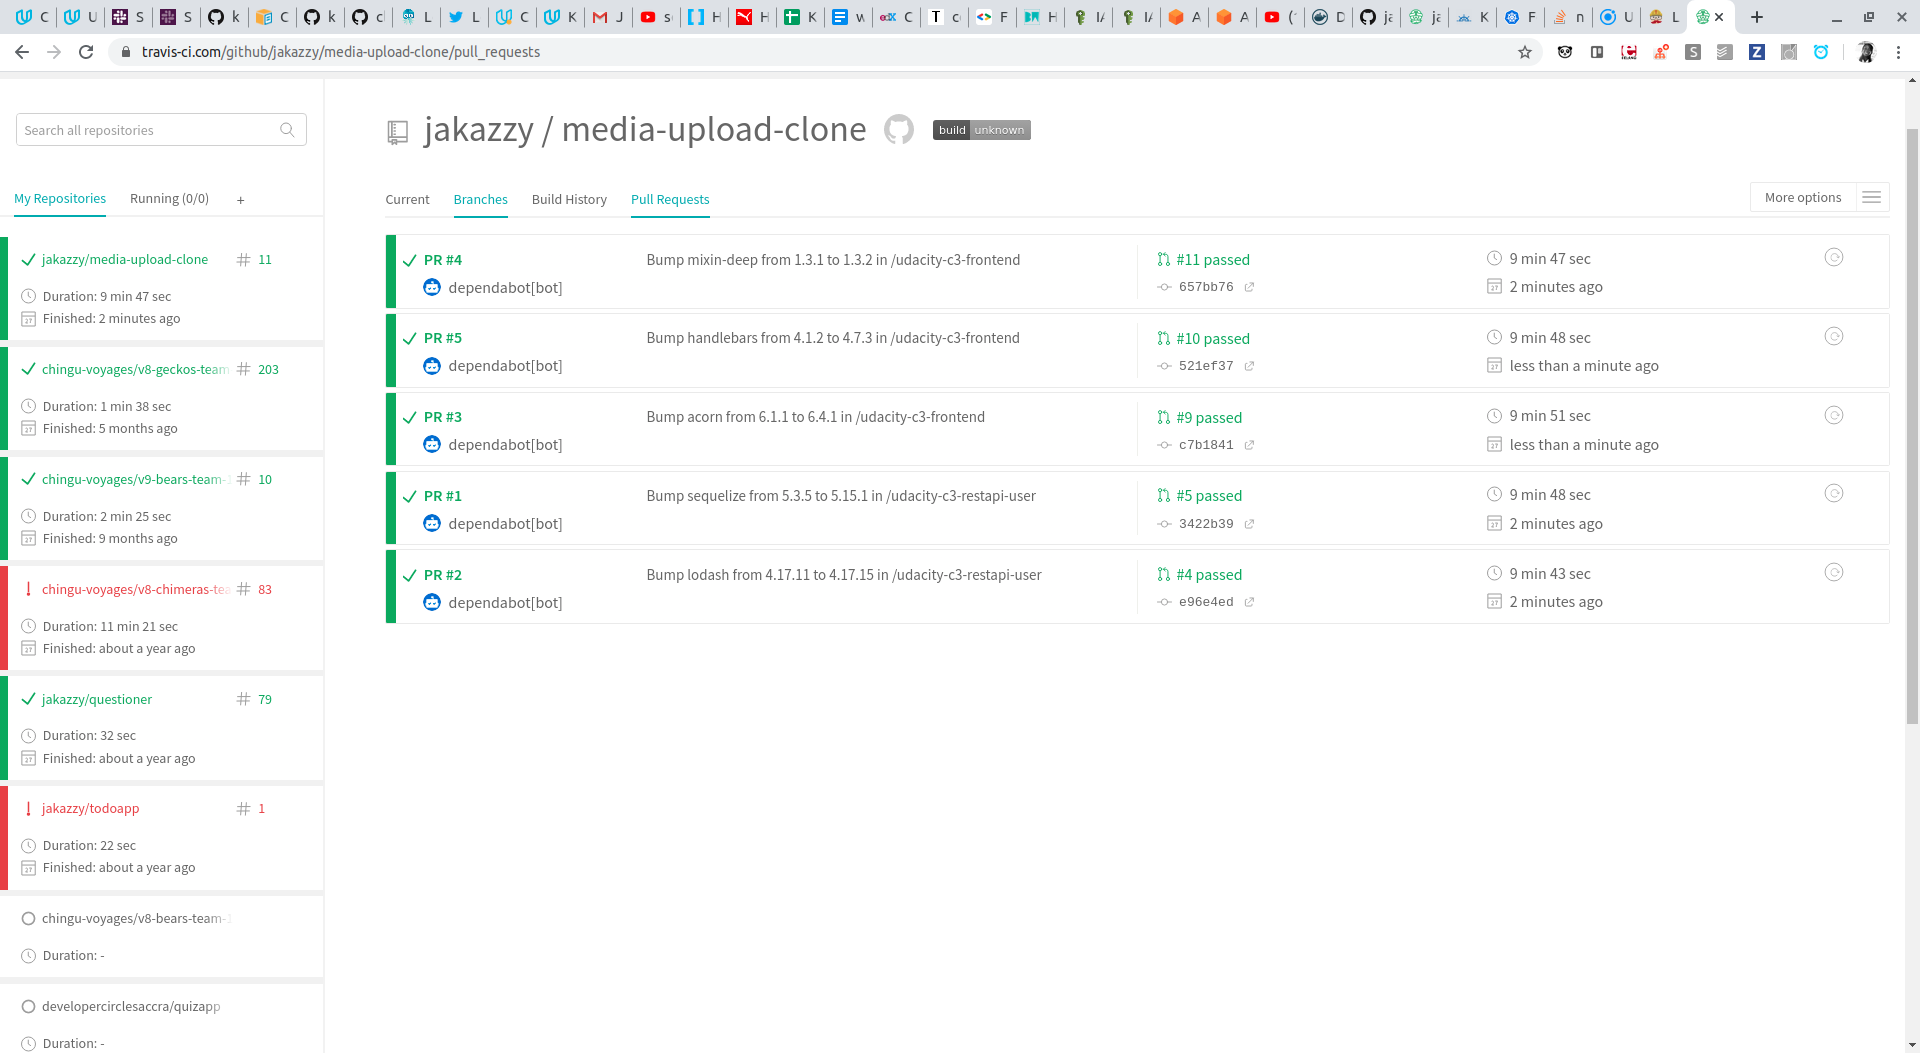 C
U
S
S
k
C
k
cl
L
L
C
K
J
s
H
H
K
w
C
c
F
H
I/
I/
A
A
(
D
ja
ja
K
F
n
U
L
travis-ci.com/github/jakazzy/media-upload-clone/pull_requests
Search all repositories
My Repositories Running (0/0) +
jakazzy/media-upload-clone # 11
Duration: 9 min 47 sec
Finished: 2 minutes ago
chingu-voyages/v8-geckos-team # 203
Duration: 1 min 38 sec
Finished: 5 months ago
chingu-voyages/v9-bears-team- # 10
Duration: 2 min 25 sec
Finished: 9 months ago
chingu-voyages/v8-chimeras-tea # 83
Duration: 11 min 21 sec
Finished: about a year ago
jakazzy/questioner # 79
Duration: 32 sec
Finished: about a year ago
jakazzy/todoapp # 1
Duration: 22 sec
Finished: about a year ago
chingu-voyages/v8-bears-team-
Duration: -
developercirclesaccra/quizapp
Duration: -
jakazzy / media-upload-clone build unknown
Current Branches Build History Pull Requests More options
PR #4 Bump mixin-deep from 1.3.1 to 1.3.2 in /udacity-c3-frontend #11 passed 9 min 47 sec
dependabot[bot] 657bb76 2 minutes ago
PR #5 Bump handlebars from 4.1.2 to 4.7.3 in /udacity-c3-frontend #10 passed 9 min 48 sec
dependabot[bot] 521ef37 less than a minute ago
PR #3 Bump acorn from 6.1.1 to 6.4.1 in /udacity-c3-frontend #9 passed 9 min 51 sec
dependabot[bot] c7b1841 less than a minute ago
PR #1 Bump sequelize from 5.3.5 to 5.15.1 in /udacity-c3-restapi-user #5 passed 9 min 48 sec
dependabot[bot] 3422b39 2 minutes ago
PR #2 Bump lodash from 4.17.11 to 4.17.15 in /udacity-c3-restapi-user #4 passed 9 min 43 sec
dependabot[bot] e96e4ed 2 minutes ago